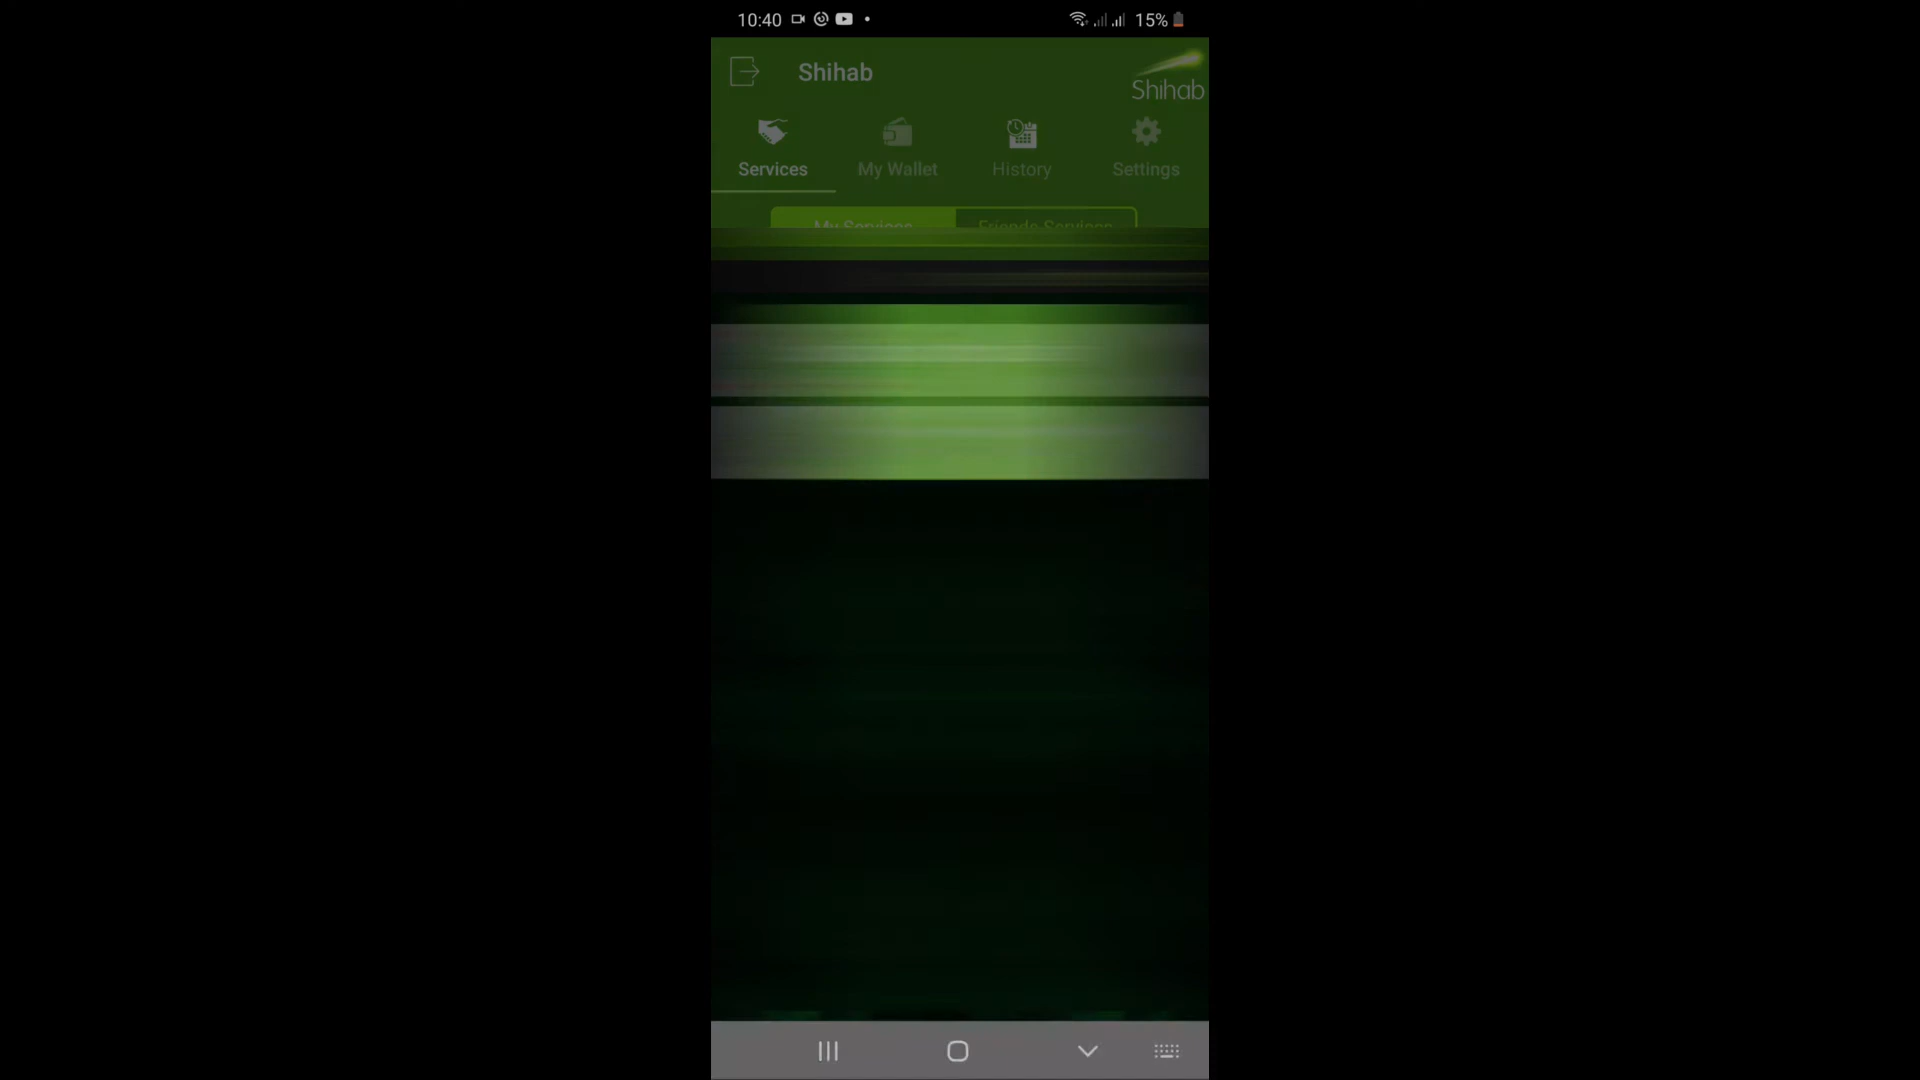 10:40 15%
Shihab
Shihab
Services My Wallet History Settings
My Services Friends Services